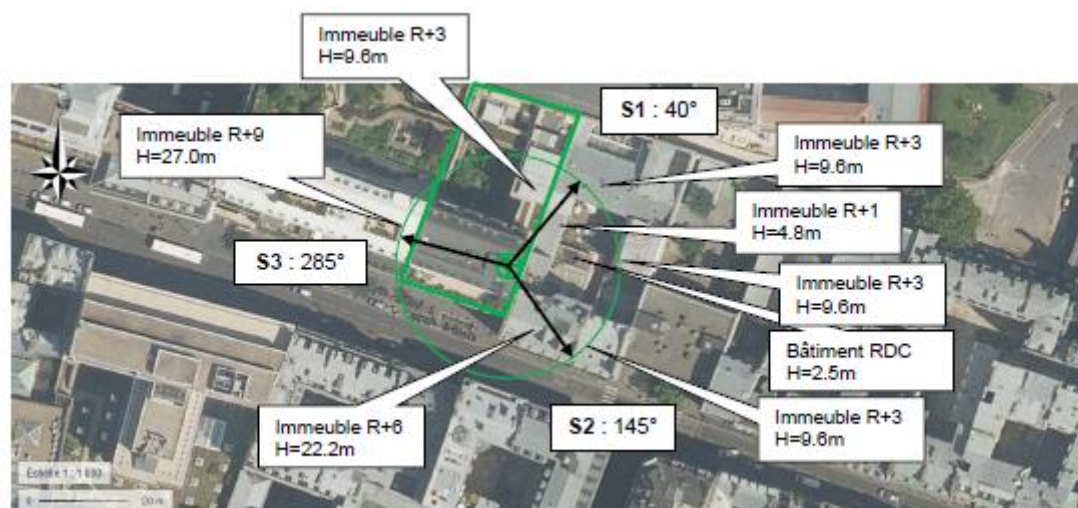 Immeuble R+3
H=9.6m
S1 : 40°
Immeuble R+9
H=27.0m
Immeuble R+3
H=9.6m
Immeuble R+1
H=4.8m
S3 : 285°
Immeuble R+3
H=9.6m
Bâtiment RDC
H=2.5m
Immeuble R+6
H=22.2m
S2 : 145°
Immeuble R+3
H=9.6m
0
20 m